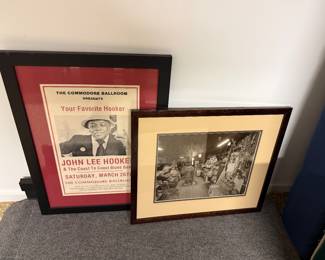 THE COMMODORE BALLROOM
PRESENTS
Your Favorite Hooker
JOHN LEE HOOKER
& The Coast To Coast Blues Band
SATURDAY, MARCH 26
THE COMMODORE BALLROOM